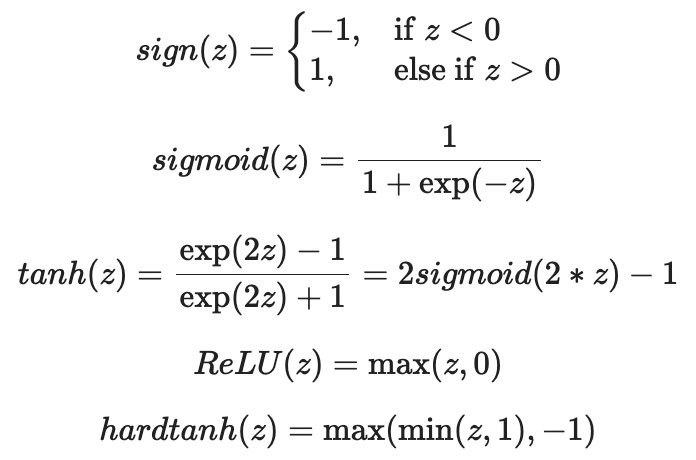 sign(z) = { −1, if z < 0
1, else if z > 0
sigmoid(z) = 1 / (1 + exp(−z))
tanh(z) = (exp(2z) − 1) / (exp(2z) + 1) = 2sigmoid(2 * z) − 1
ReLU(z) = max(z, 0)
hardtanh(z) = max(min(z, 1), −1)